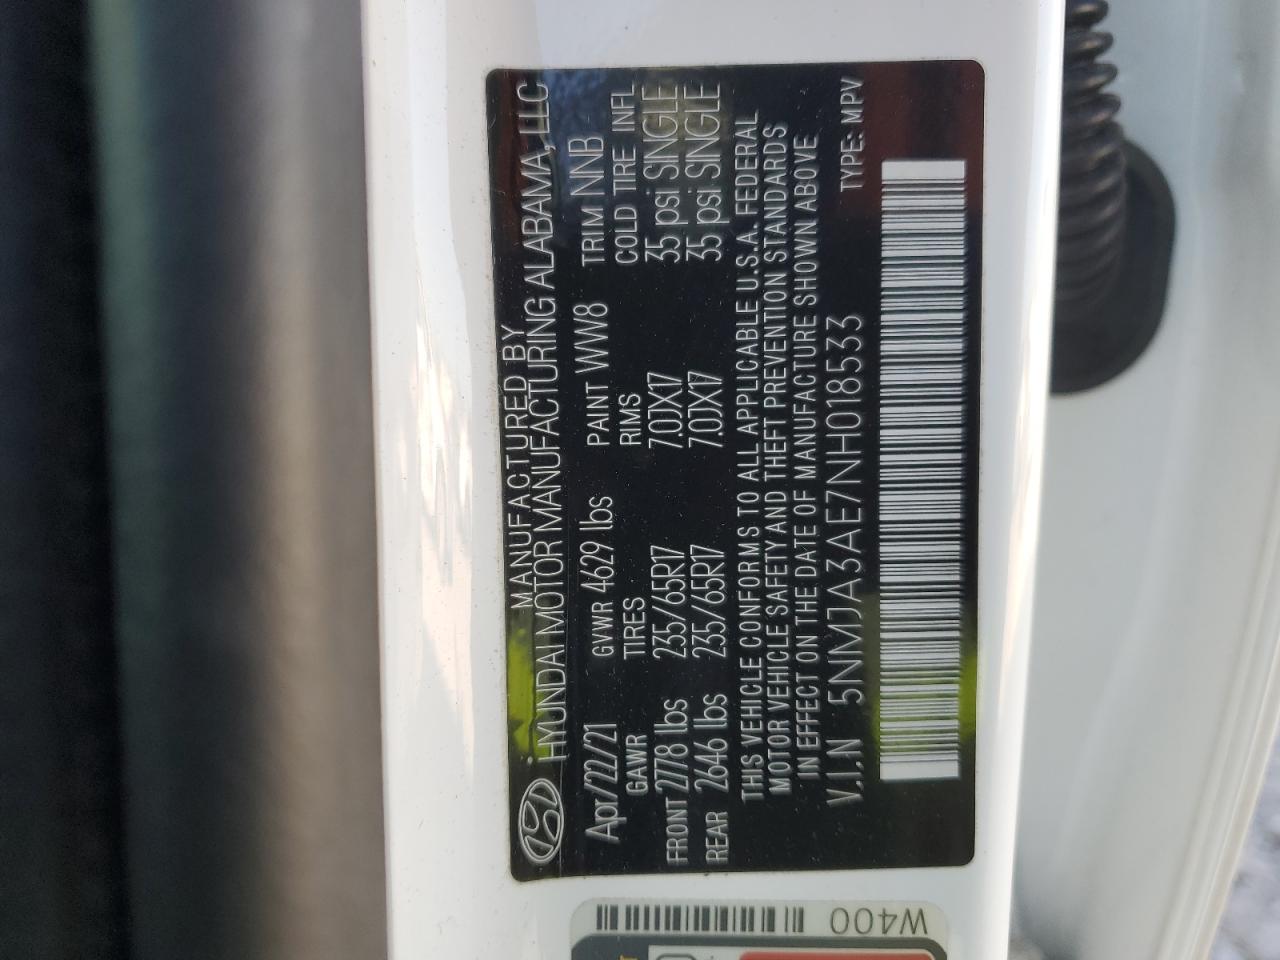 MANUFACTURED BY
HYUNDAI MOTOR MANUFACTURING ALABAMA, LLC
Apr/22/21 GVWR 4629 lbs PAINT WW8 TRIM NNB
GAWR TIRES RIMS COLD TIRE INFL
FRONT 2778 lbs 235/65R17 7.0JX17 35 psi SINGLE
REAR 2646 lbs 235/65R17 7.0JX17 35 psi SINGLE
THIS VEHICLE CONFORMS TO ALL APPLICABLE U.S.A. FEDERAL
MOTOR VEHICLE SAFETY AND THEFT PREVENTION STANDARDS
IN EFFECT ON THE DATE OF MANUFACTURE SHOWN ABOVE
V.I.N 5NMJA3AE7NH018533 TYPE: MPV
W400